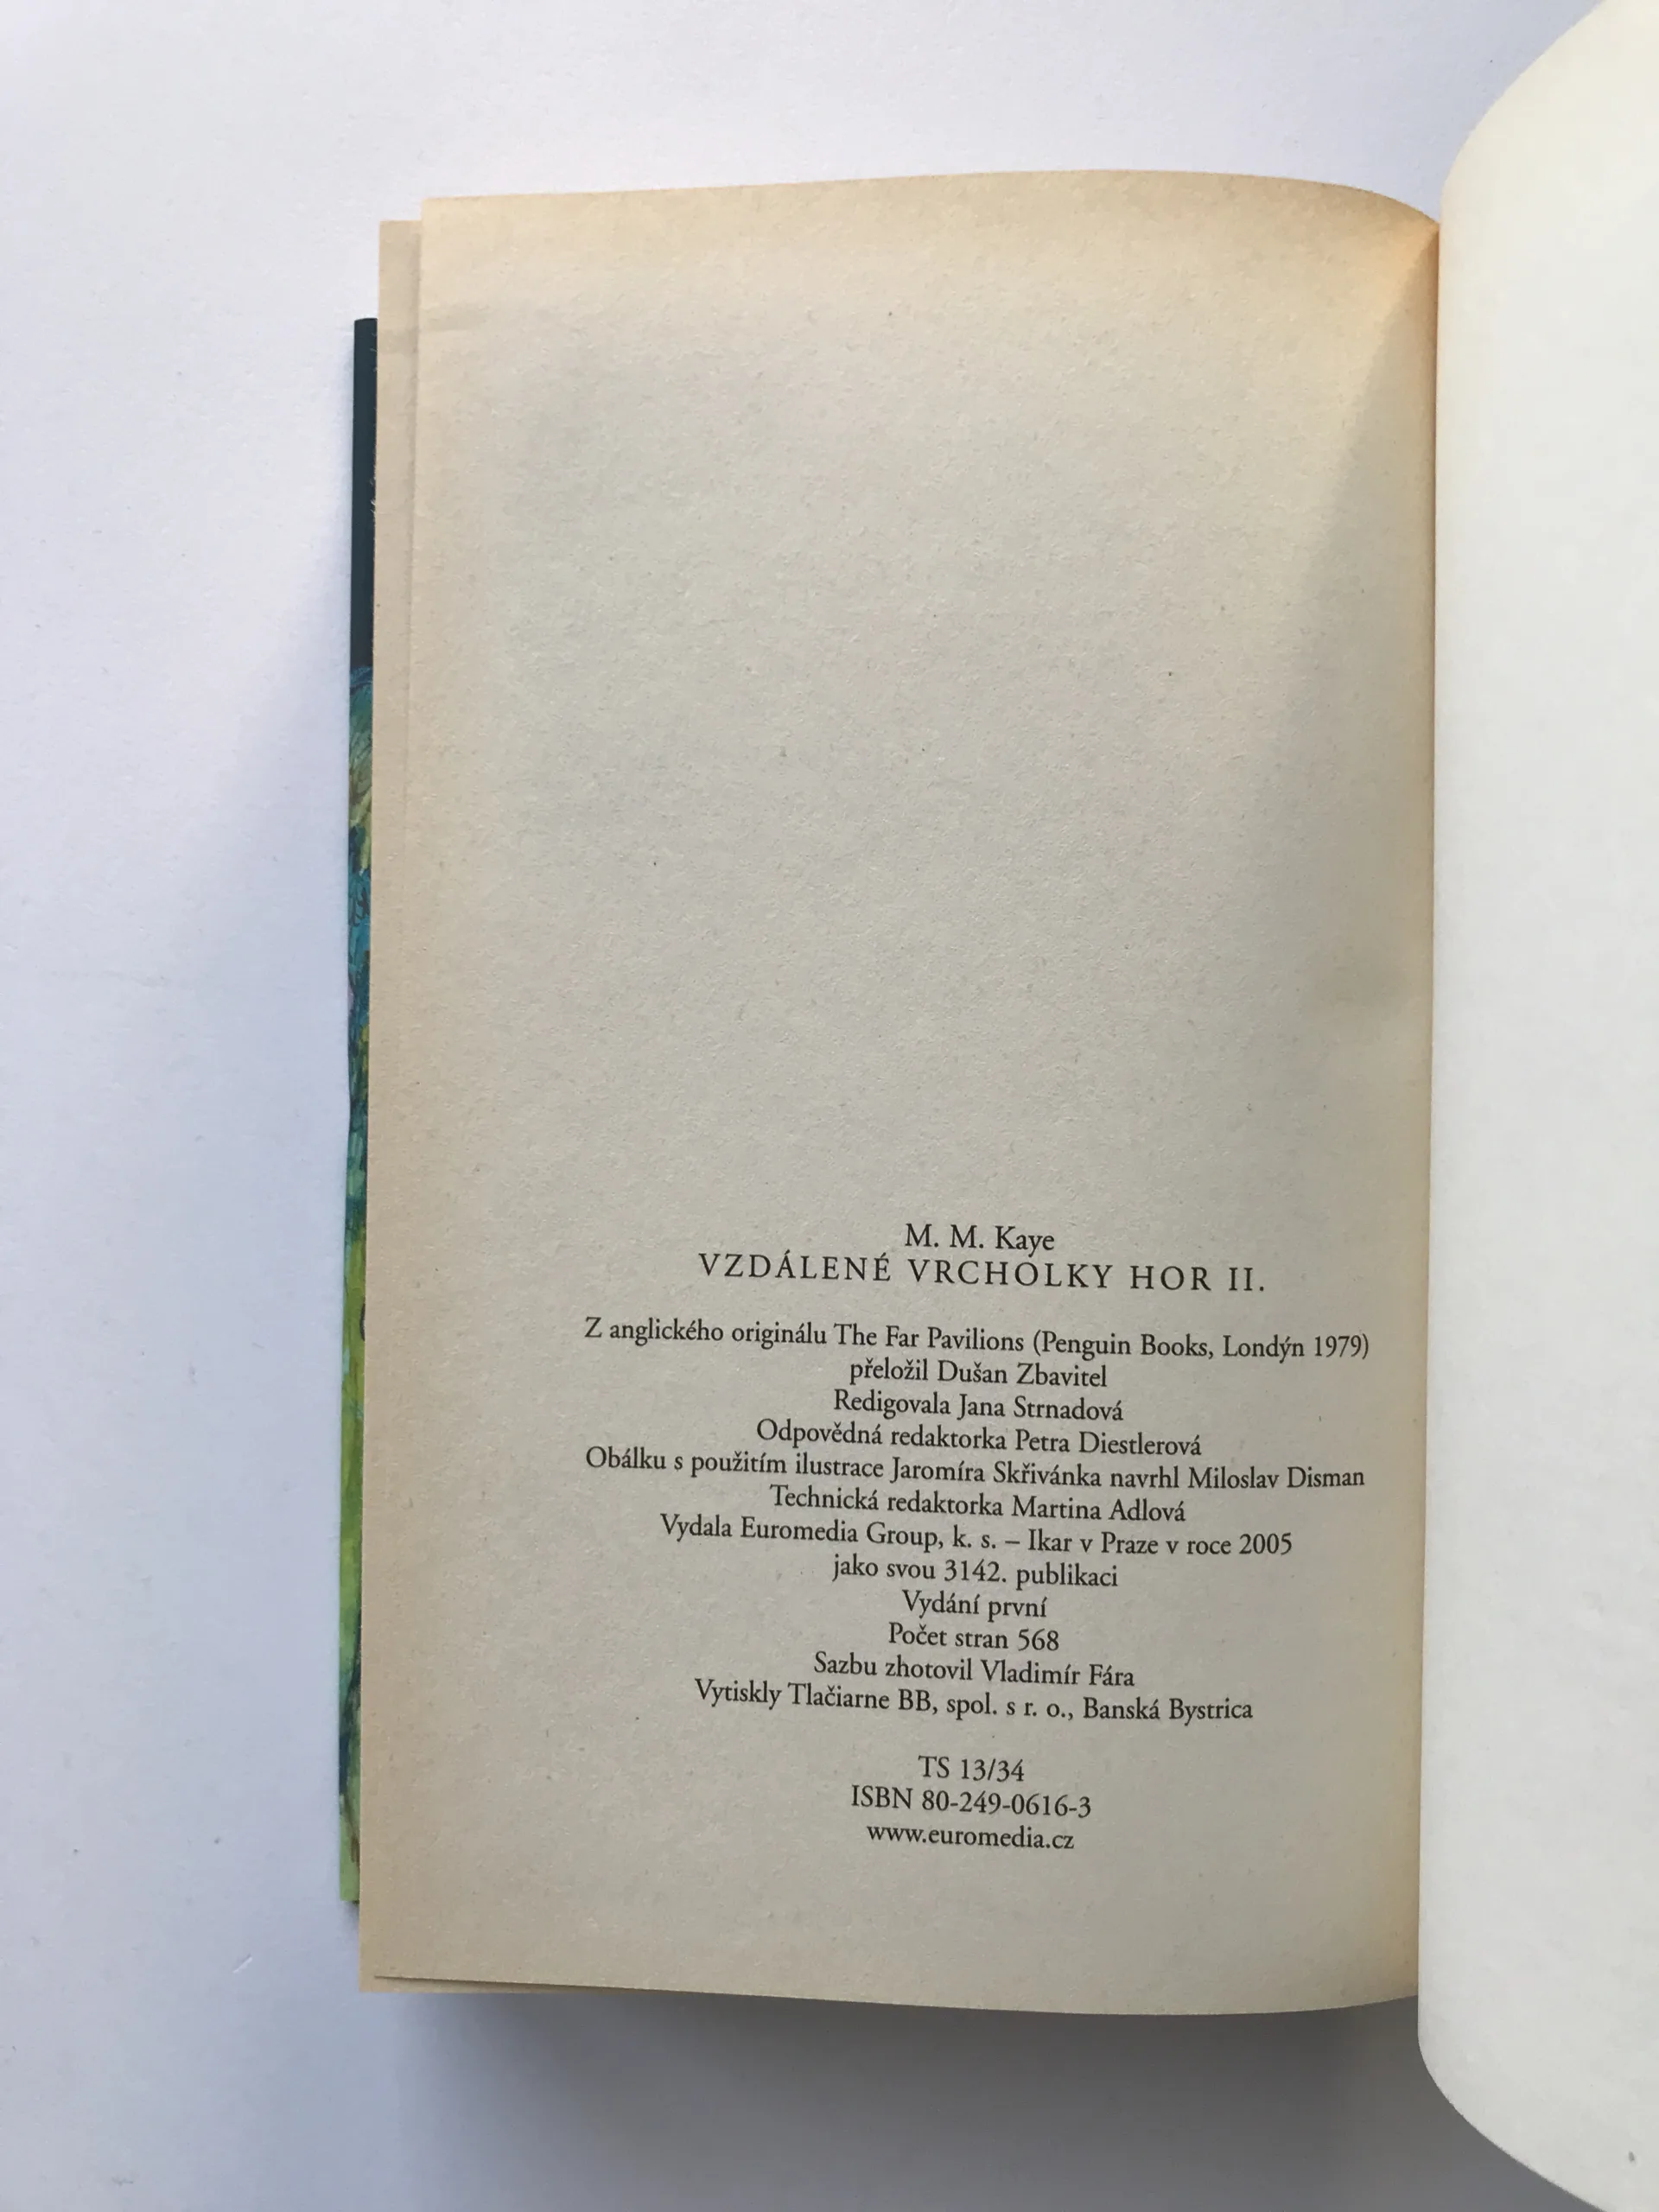 M. M. Kaye
VZDÁLENÉ VRCHOLKY HOR II.
Z anglického originálu The Far Pavilions (Penguin Books, Londýn 1979)
přeložil Dušan Zbavitel
Redigovala Jana Strnadová
Odpovědná redaktorka Petra Diestlerová
Obálku s použitím ilustrace Jaromíra Skřivánka navrhl Miloslav Disman
Technická redaktorka Martina Adlová
Vydala Euromedia Group, k. s. – Ikar v Praze v roce 2005
jako svou 3142. publikaci
Vydání první
Počet stran 568
Sazbu zhotovil Vladimír Fára
Vytiskly Tlačiarne BB, spol. s r. o., Banská Bystrica
TS 13/34
ISBN 80-249-0616-3
www.euromedia.cz